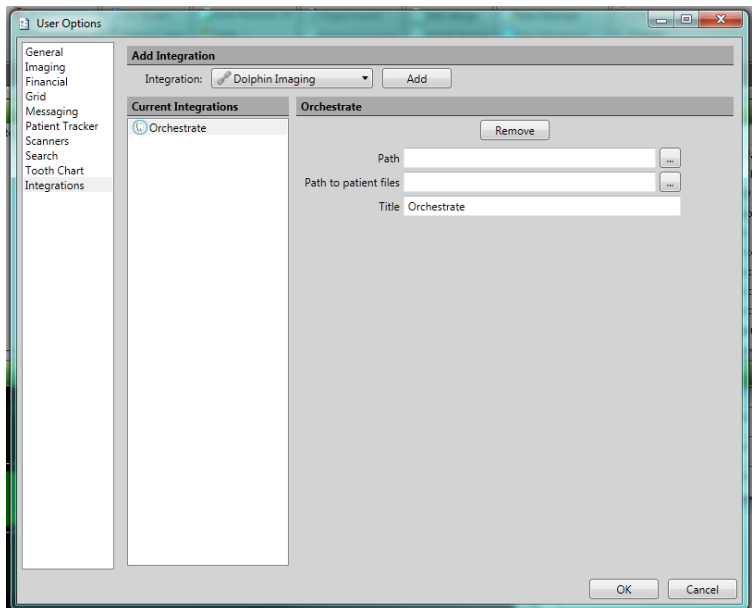 User Options
General
Imaging
Financial
Grid
Messaging
Patient Tracker
Scanners
Search
Tooth Chart
Integrations
Add Integration
Integration: Dolphin Imaging Add
Current Integrations
Orchestrate
Orchestrate
Remove
Path ...
Path to patient files ...
Title Orchestrate
OK Cancel